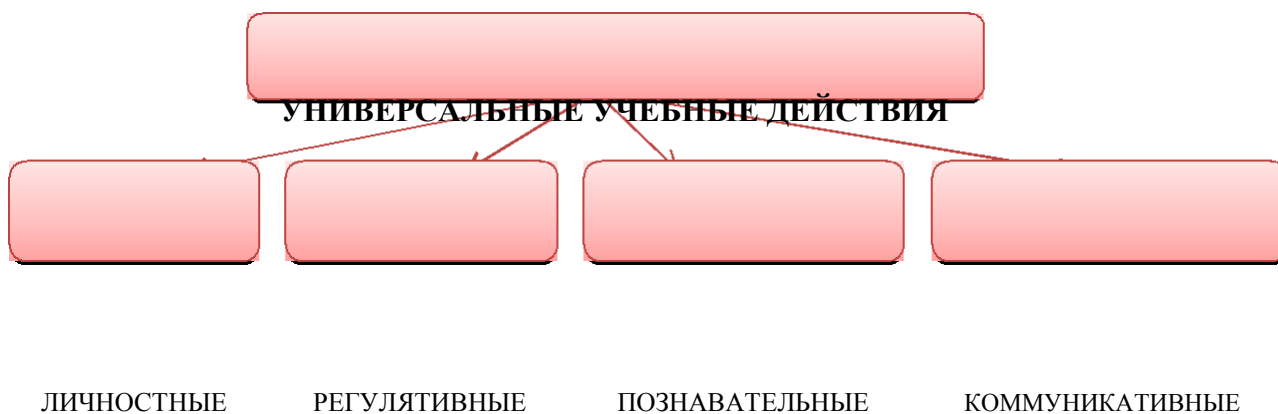 УНИВЕРСАЛЬНЫЕ УЧЕБНЫЕ ДЕЙСТВИЯ
ЛИЧНОСТНЫЕ РЕГУЛЯТИВНЫЕ ПОЗНАВАТЕЛЬНЫЕ КОММУНИКАТИВНЫЕ